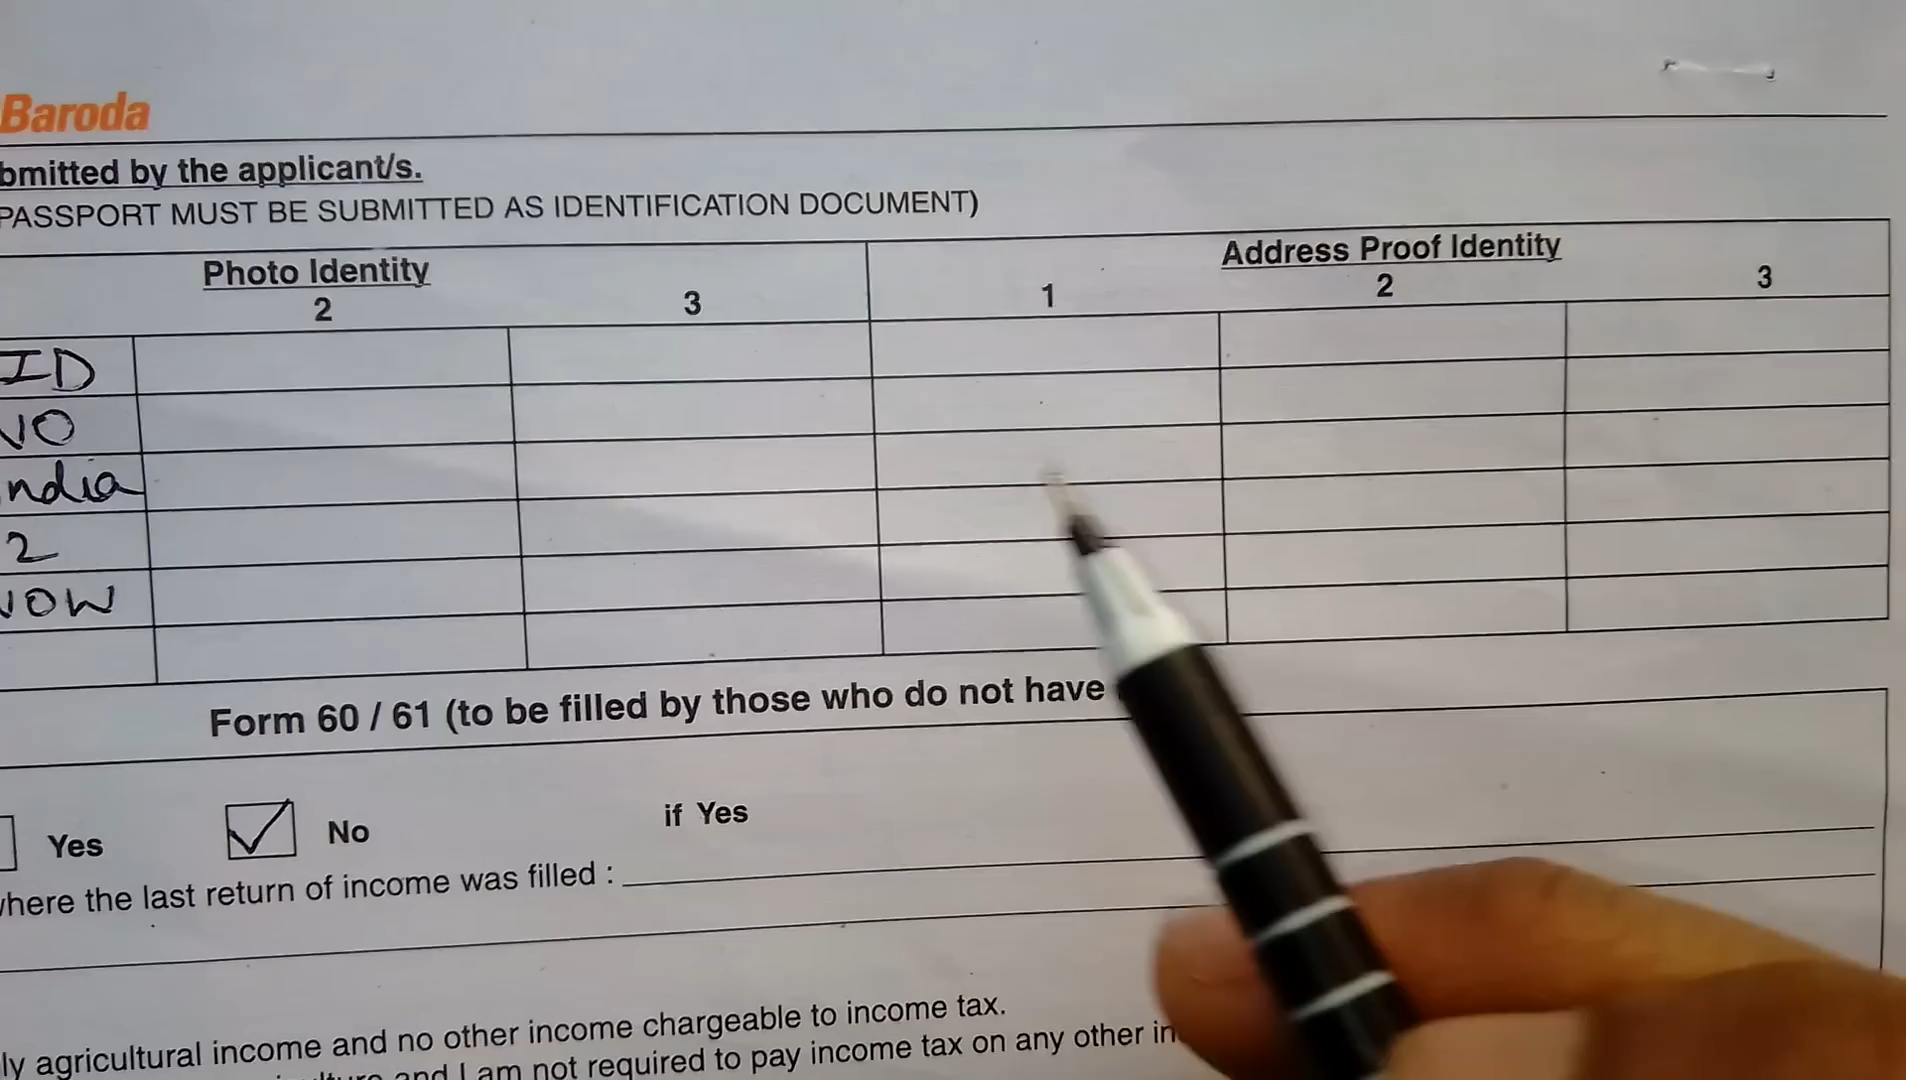 Baroda
bmitted by the applicant/s.
PASSPORT MUST BE SUBMITTED AS IDENTIFICATION DOCUMENT)
Photo Identity
Address Proof Identity
2
3
1
2
3
ID
NO
ndia
2
NOW
Form 60 / 61 (to be filled by those who do not have
Yes
No
if Yes
where the last return of income was filled :
ly agricultural income and no other income chargeable to income tax.
and I am not required to pay income tax on any other in